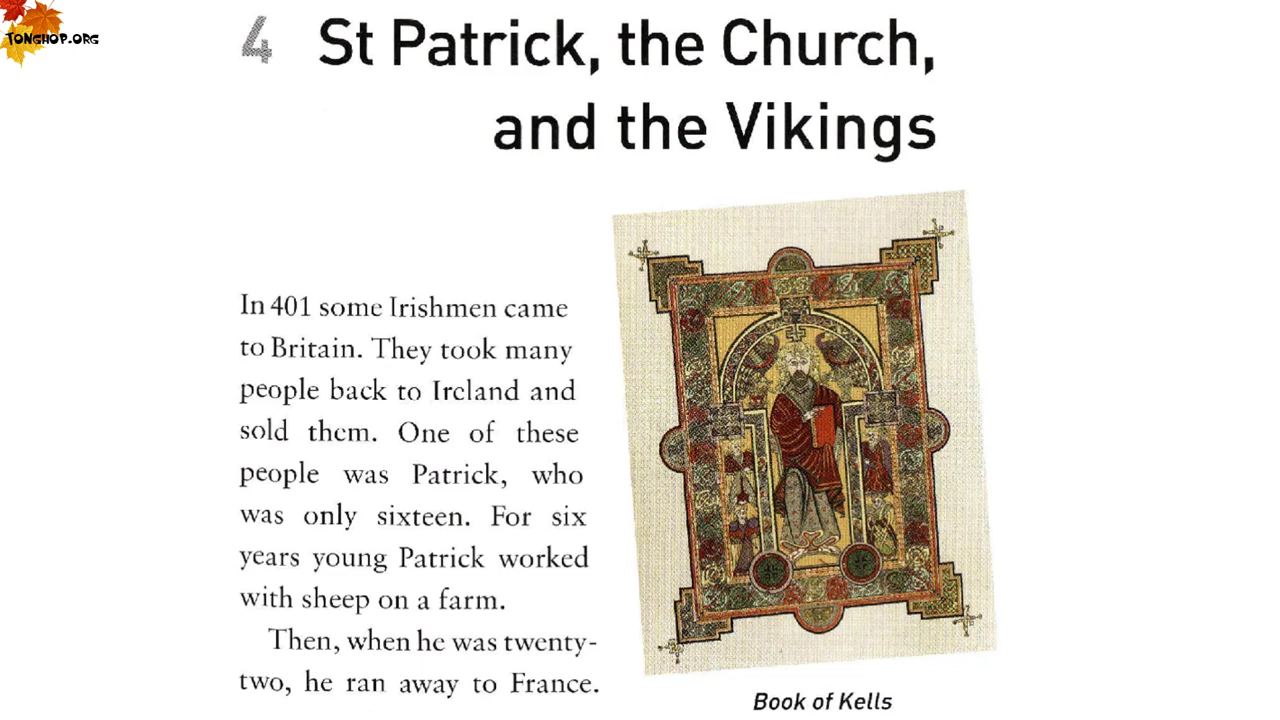 TONGHOP.ORG
4 St Patrick, the Church,
and the Vikings
In 401 some Irishmen came
to Britain. They took many
people back to Ireland and
sold them. One of these
people was Patrick, who
was only sixteen. For six
years young Patrick worked
with sheep on a farm.
Then, when he was twenty-
two, he ran away to France.
Book of Kells